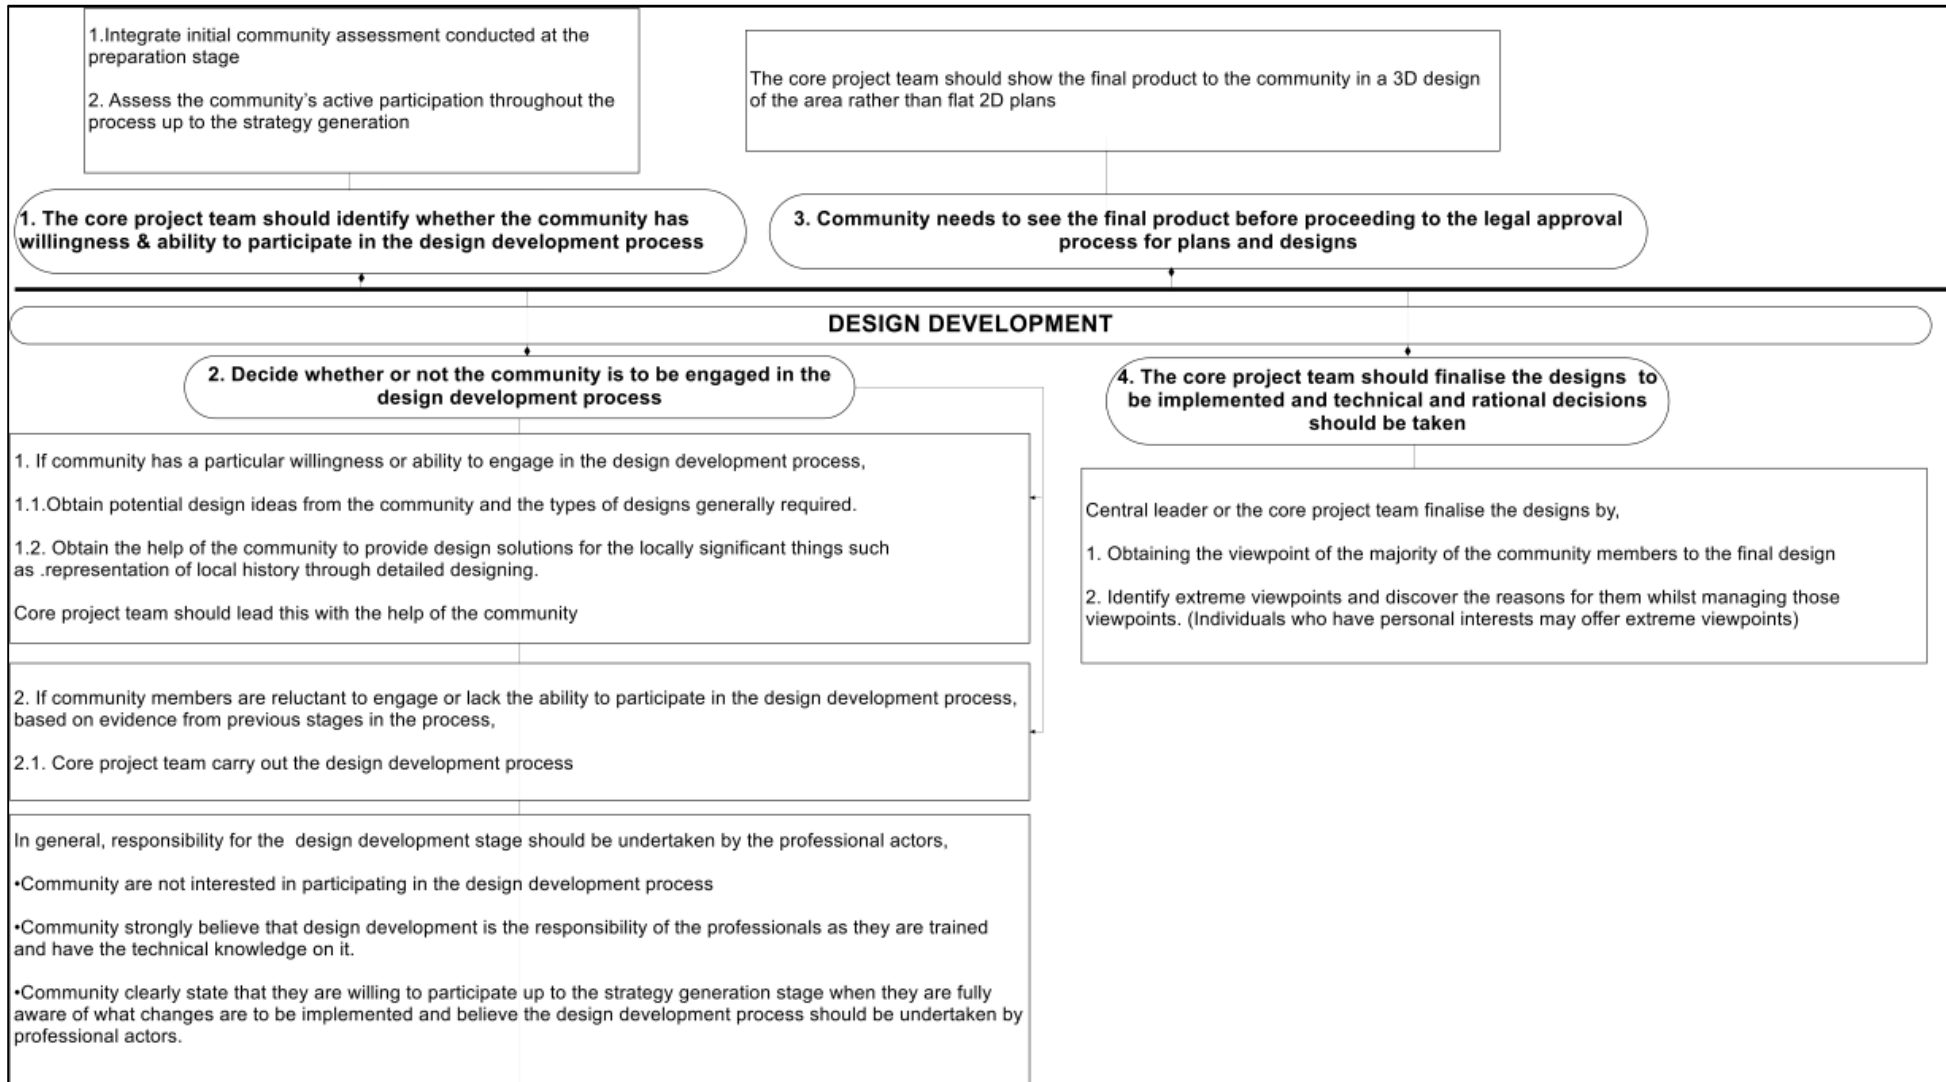 1.Integrate initial community assessment conducted at the
preparation stage
2. Assess the community's active participation throughout the
process up to the strategy generation
The core project team should show the final product to the community in a 3D design
of the area rather than flat 2D plans
1. The core project team should identify whether the community has
willingness & ability to participate in the design development process
3. Community needs to see the final product before proceeding to the legal approval
process for plans and designs
DESIGN DEVELOPMENT
2. Decide whether or not the community is to be engaged in the
design development process
4. The core project team should finalise the designs to
be implemented and technical and rational decisions
should be taken
1. If community has a particular willingness or ability to engage in the design development process,
1.1.Obtain potential design ideas from the community and the types of designs generally required.
1.2. Obtain the help of the community to provide design solutions for the locally significant things such
as .representation of local history through detailed designing.
Core project team should lead this with the help of the community
Central leader or the core project team finalise the designs by,
1. Obtaining the viewpoint of the majority of the community members to the final design
2. Identify extreme viewpoints and discover the reasons for them whilst managing those
viewpoints. (Individuals who have personal interests may offer extreme viewpoints)
2. If community members are reluctant to engage or lack the ability to participate in the design development process,
based on evidence from previous stages in the process,
2.1. Core project team carry out the design development process
In general, responsibility for the design development stage should be undertaken by the professional actors,
•Community are not interested in participating in the design development process
•Community strongly believe that design development is the responsibility of the professionals as they are trained
and have the technical knowledge on it.
•Community clearly state that they are willing to participate up to the strategy generation stage when they are fully
aware of what changes are to be implemented and believe the design development process should be undertaken by
professional actors.